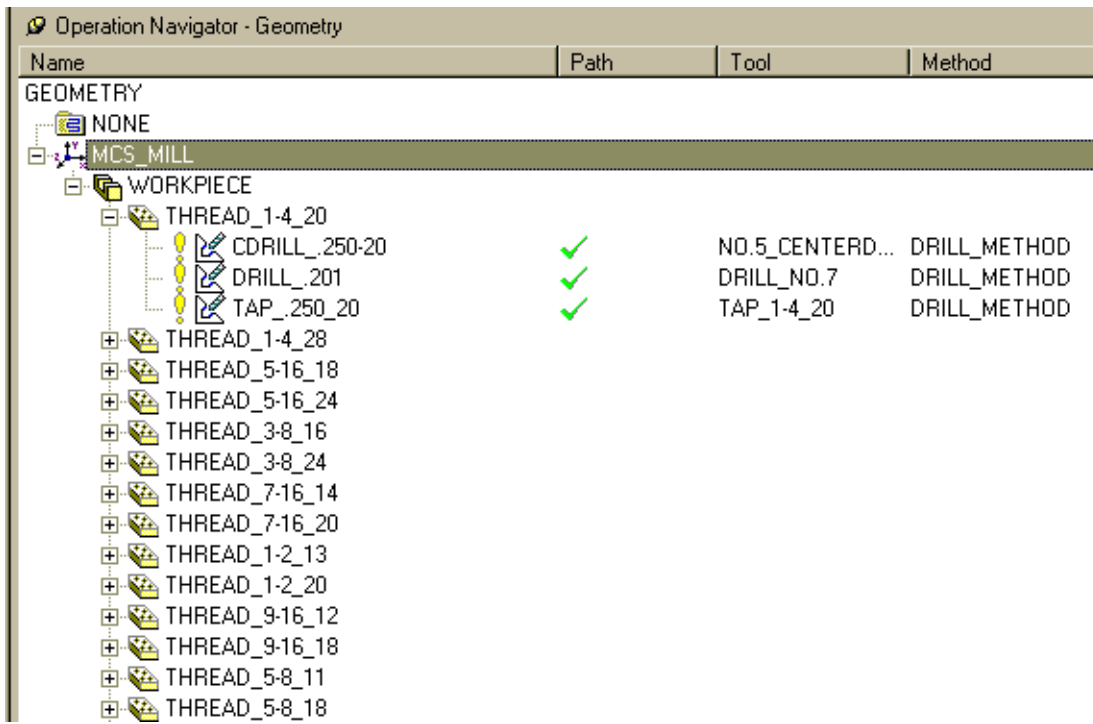 Operation Navigator - Geometry
Name Path Tool Method
GEOMETRY
NONE
MCS_MILL
WORKPIECE
THREAD_1-4_20
CDRILL_.250-20 NO.5_CENTERD... DRILL_METHOD
DRILL_.201 DRILL_NO.7 DRILL_METHOD
TAP_.250_20 TAP_1-4_20 DRILL_METHOD
THREAD_1-4_28
THREAD_5-16_18
THREAD_5-16_24
THREAD_3-8_16
THREAD_3-8_24
THREAD_7-16_14
THREAD_7-16_20
THREAD_1-2_13
THREAD_1-2_20
THREAD_9-16_12
THREAD_9-16_18
THREAD_5-8_11
THREAD_5-8_18